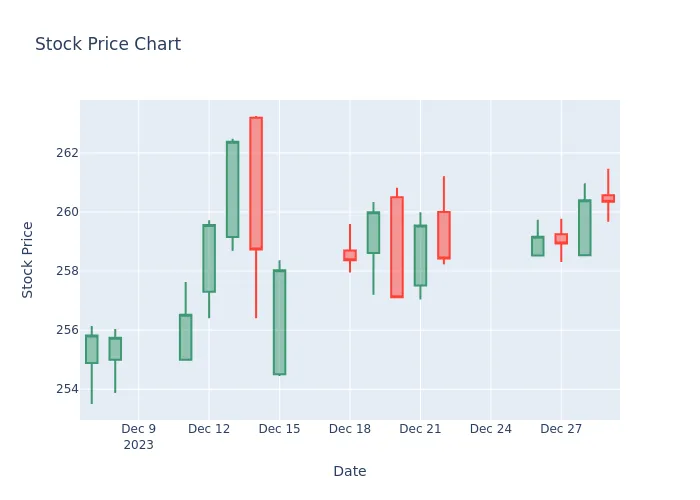 Stock Price Chart
Stock Price
262
260
258
256
254
Dec 9
2023
Dec 12
Dec 15
Dec 18
Dec 21
Dec 24
Dec 27
Date